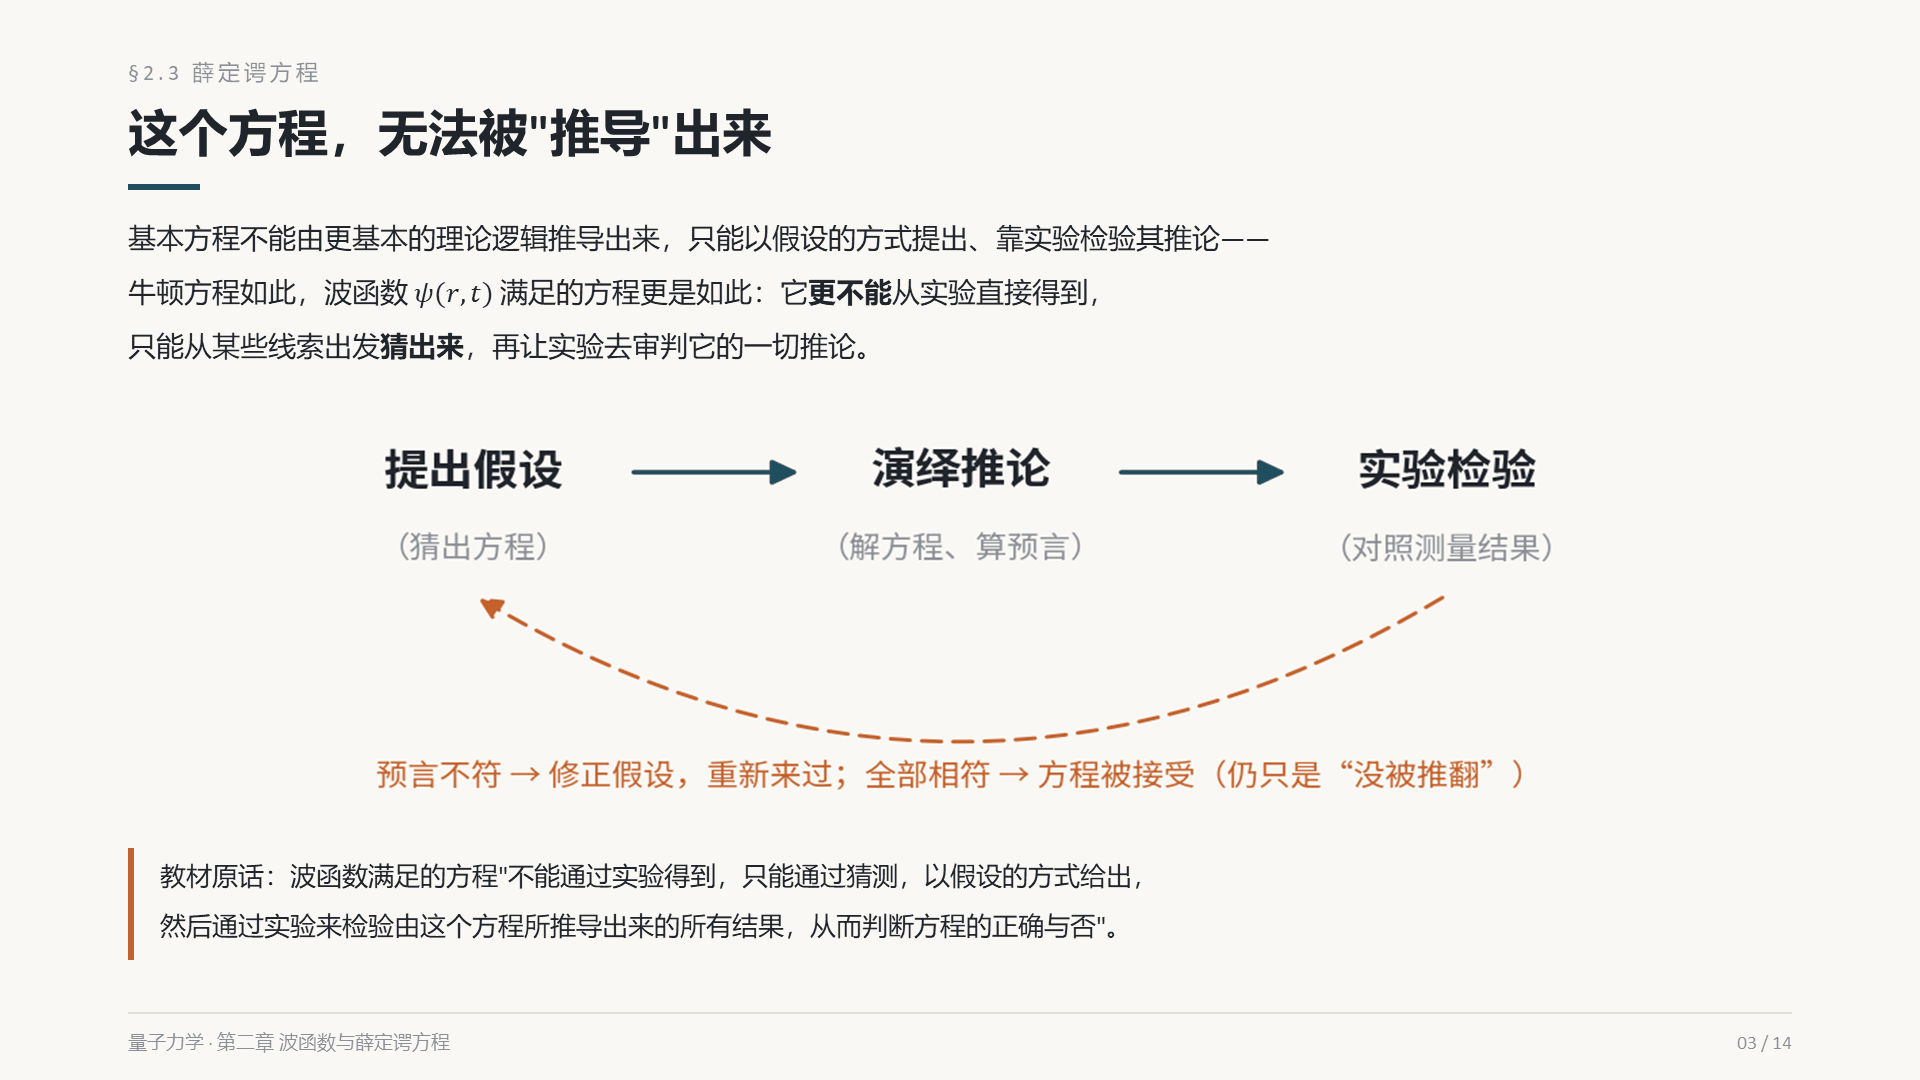 §2.3 薛定谔方程
这个方程，无法被"推导"出来
基本方程不能由更基本的理论逻辑推导出来，只能以假设的方式提出、靠实验检验其推论——
牛顿方程如此，波函数 ψ(r,t) 满足的方程更是如此：它更不能从实验直接得到，
只能从某些线索出发猜出来，再让实验去审判它的一切推论。
提出假设 演绎推论 实验检验
（猜出方程） （解方程、算预言） （对照测量结果）
预言不符 → 修正假设，重新来过；全部相符 → 方程被接受（仍只是“没被推翻”）
教材原话：波函数满足的方程"不能通过实验得到，只能通过猜测，以假设的方式给出，
然后通过实验来检验由这个方程所推导出来的所有结果，从而判断方程的正确与否"。
量子力学 · 第二章 波函数与薛定谔方程
03 / 14